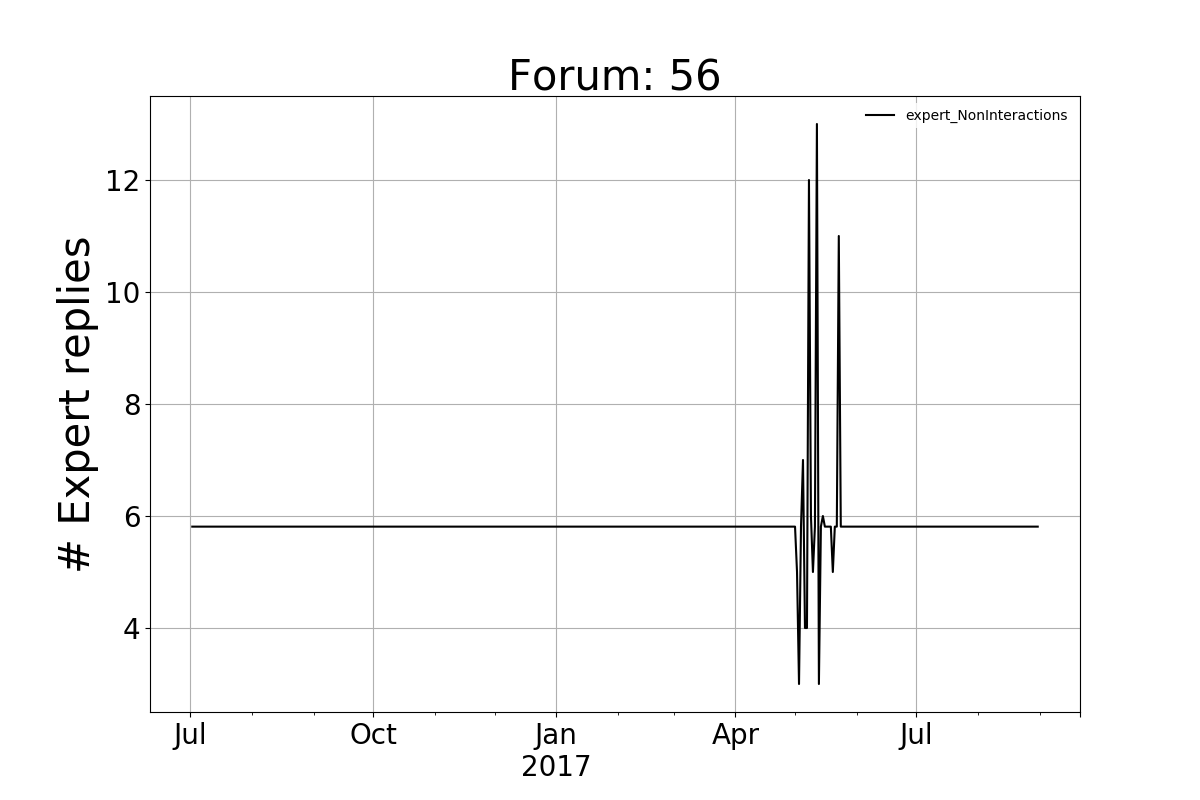 Forum: 56
expert_NonInteractions
# Expert replies
12
10
8
6
4
Jul
Oct
Jan
Apr
Jul
2017